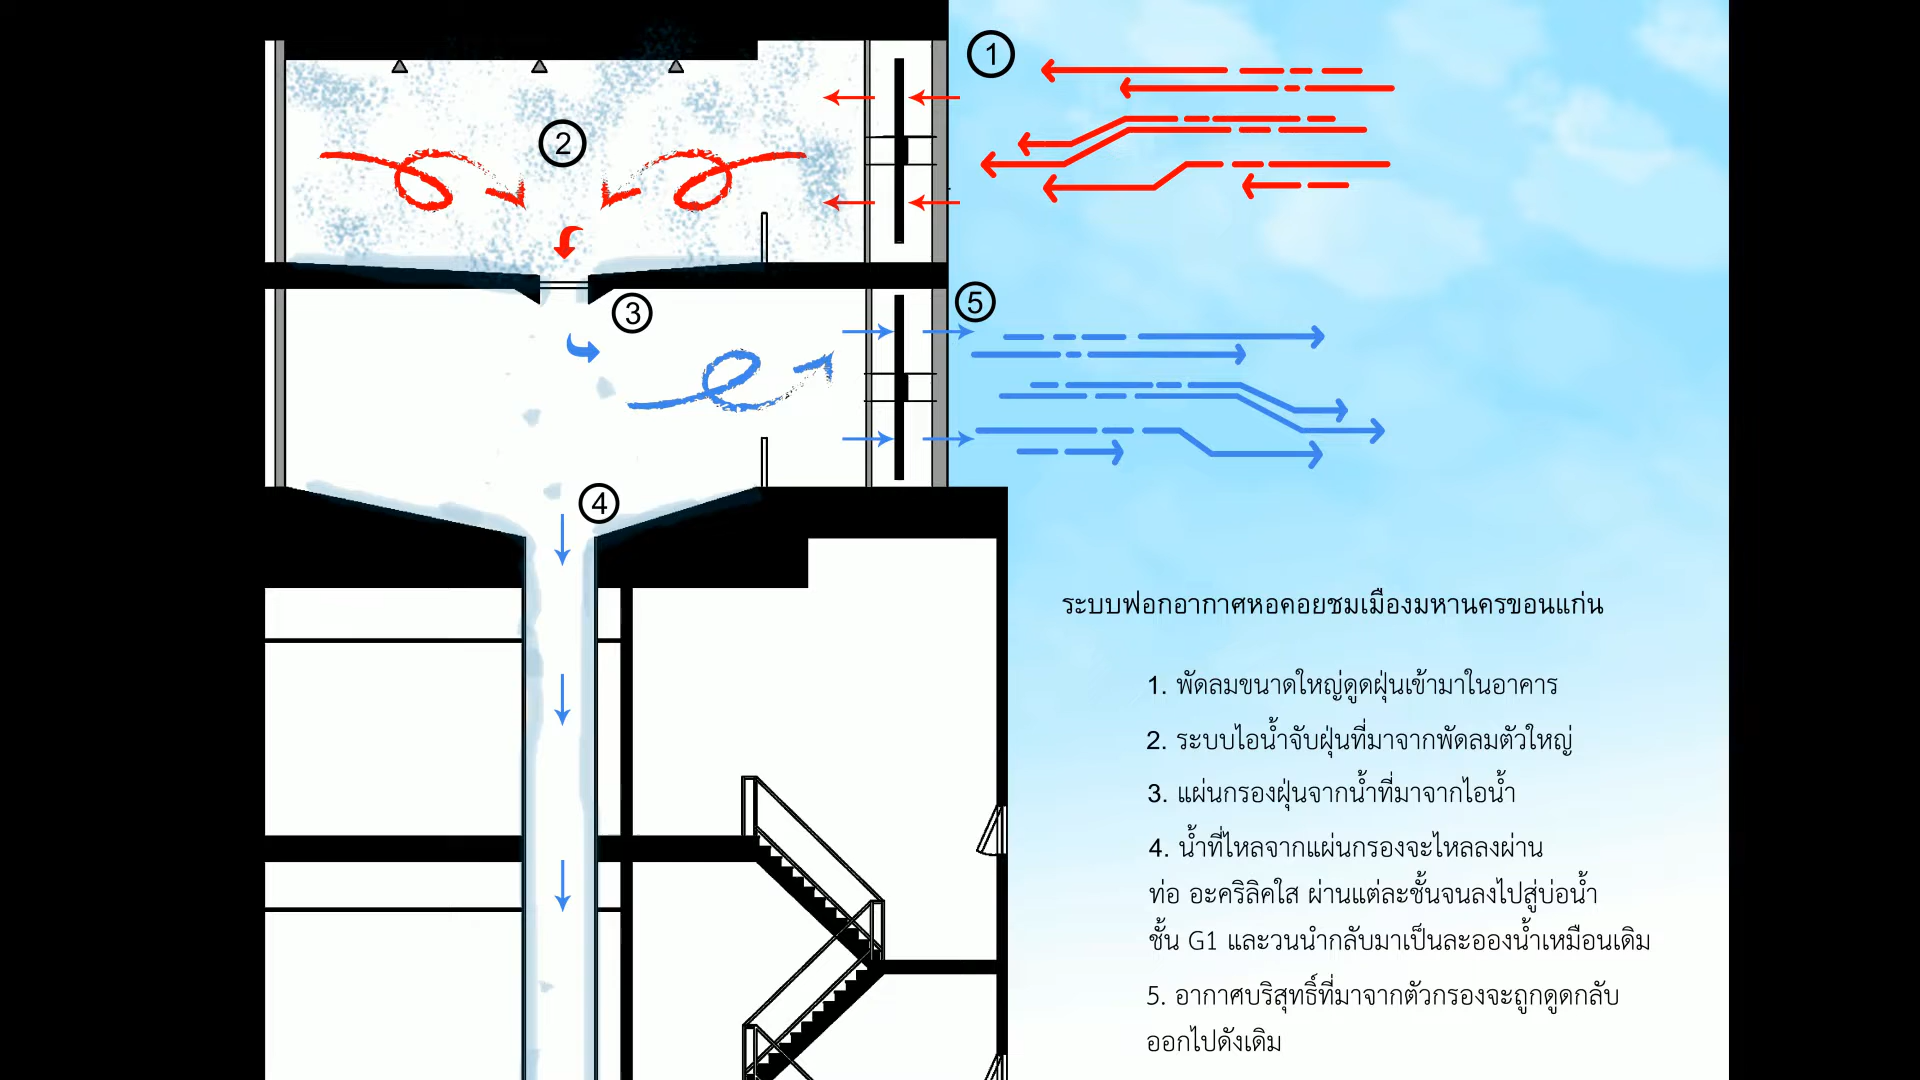 1
2
3
5
4
ระบบฟอกอากาศหอคอยชมเมืองมหานครขอนแก่น
1. พัดลมขนาดใหญ่ดูดฝุ่นเข้ามาในอาคาร
2. ระบบไอน้ำจับฝุ่นที่มาจากพัดลมตัวใหญ่
3. แผ่นกรองฝุ่นจากน้ำที่มาจากไอน้ำ
4. น้ำที่ไหลจากแผ่นกรองจะไหลลงผ่าน
ท่อ อะคริลิคใส ผ่านแต่ละชั้นจนลงไปสู่บ่อน้ำ
ชั้น G1 และวนนำกลับมาเป็นละอองน้ำเหมือนเดิม
5. อากาศบริสุทธิ์ที่มาจากตัวกรองจะถูกดูดกลับ
ออกไปดังเดิม